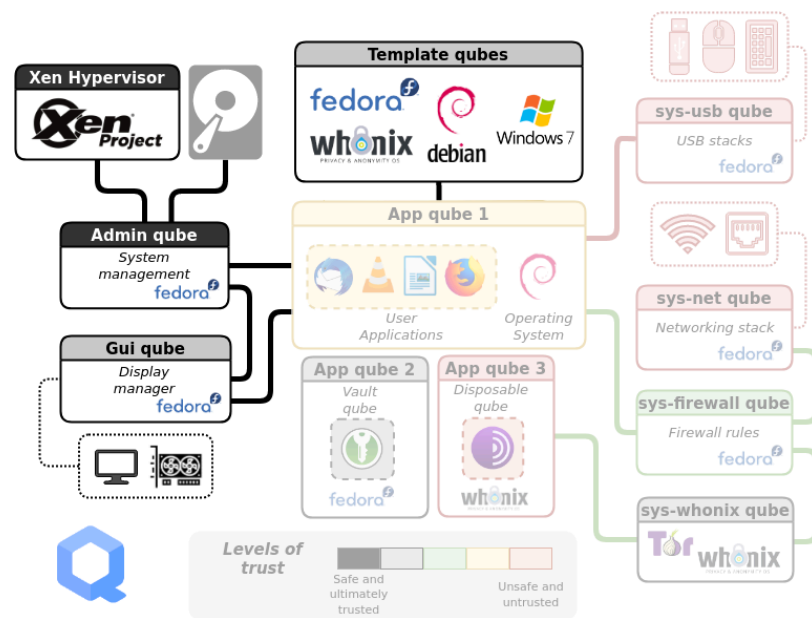 Xen Hypervisor
Xen
Project
Template qubes
fedora
whonix
PRIVACY & ANONYMITY OS
debian
Windows 7
sys-usb qube
USB stacks
fedora
Admin qube
System
management
fedora
App qube 1
User
Applications
Operating
System
sys-net qube
Networking stack
fedora
Gui qube
Display
manager
fedora
App qube 2
Vault
qube
fedora
App qube 3
Disposable
qube
whonix
sys-firewall qube
Firewall rules
fedora
sys-whonix qube
Tor
whonix
PRIVACY & ANONYMITY OS
Levels of
trust
Safe and
ultimately
trusted
Unsafe and
untrusted